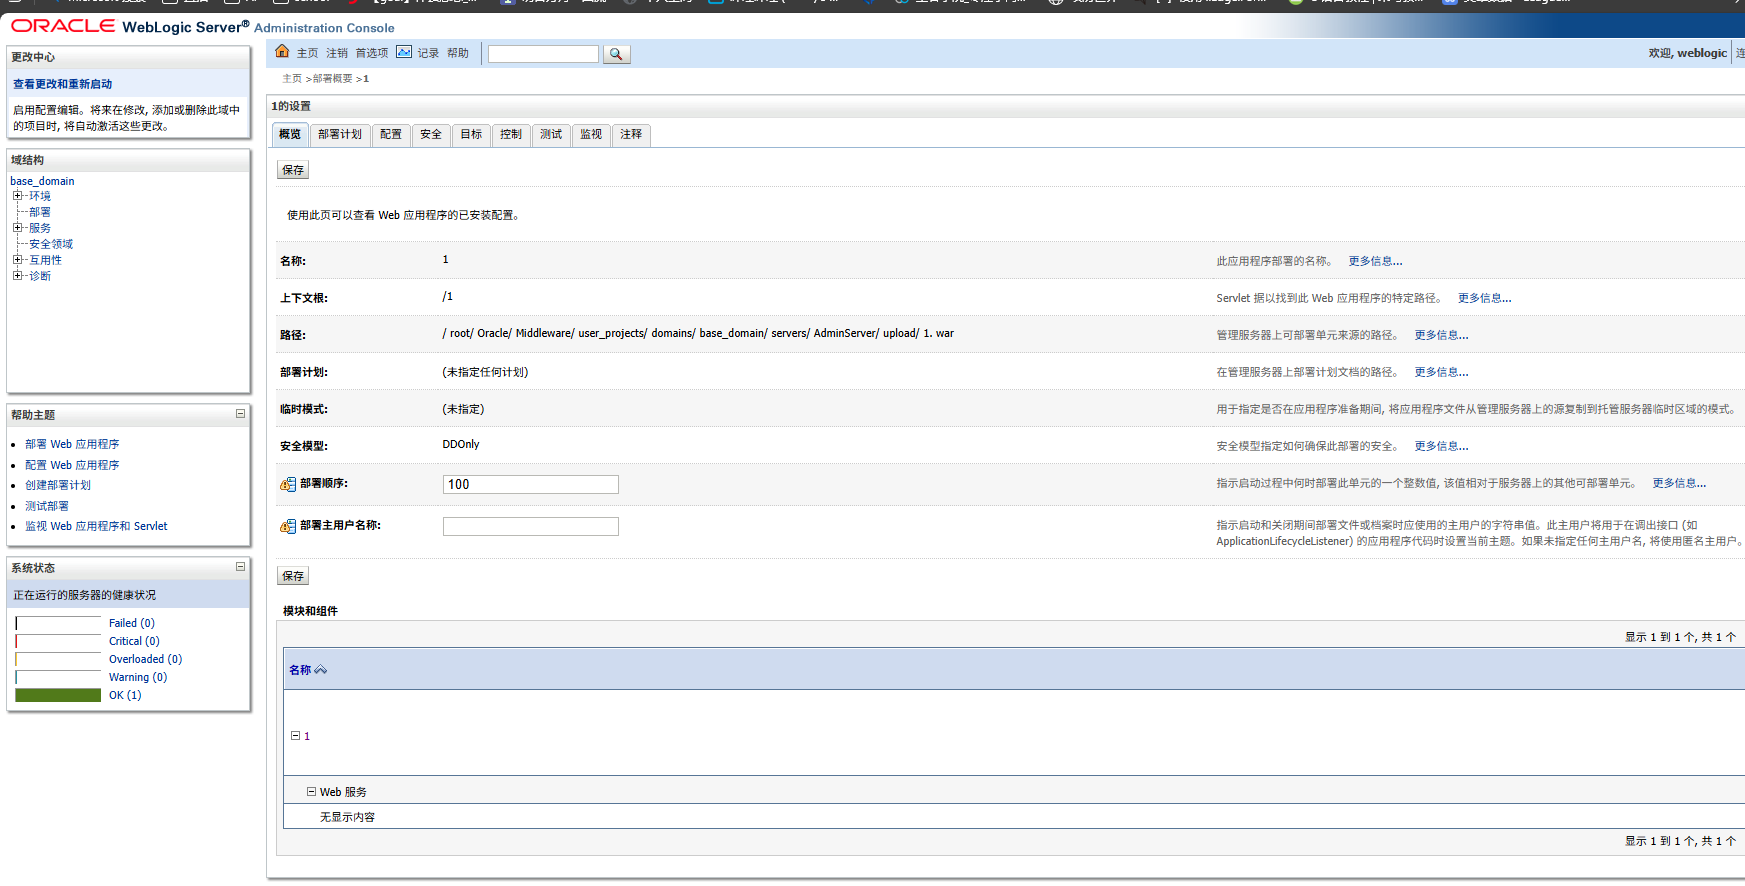 ORACLE WebLogic Server® Administration Console
更改中心
查看更改和重新启动
启用配置编辑。将来在修改, 添加或删除此域中
的项目时, 将自动激活这些更改。
域结构
base_domain
环境
部署
服务
安全领域
互用性
诊断
帮助主题
部署 Web 应用程序
配置 Web 应用程序
创建部署计划
测试部署
监视 Web 应用程序和 Servlet
系统状态
正在运行的服务器的健康状况
Failed (0)
Critical (0)
Overloaded (0)
Warning (0)
OK (1)
主页 注销 首选项 记录 帮助
欢迎, weblogic
主页 >部署概要 >1
1的设置
概览 部署计划 配置 安全 目标 控制 测试 监视 注释
保存
使用此页可以查看 Web 应用程序的已安装配置。
名称: 1 此应用程序部署的名称。 更多信息...
上下文根: /1 Servlet 据以找到此 Web 应用程序的特定路径。 更多信息...
路径: / root/ Oracle/ Middleware/ user_projects/ domains/ base_domain/ servers/ AdminServer/ upload/ 1. war 管理服务器上可部署单元来源的路径。 更多信息...
部署计划: (未指定任何计划) 在管理服务器上部署计划文档的路径。 更多信息...
临时模式: (未指定) 用于指定是否在应用程序准备期间, 将应用程序文件从管理服务器上的源复制到托管服务器临时区域的模式。
安全模型: DDOnly 安全模型指定如何确保此部署的安全。 更多信息...
部署顺序: 100 指示启动过程中何时部署此单元的一个整数值, 该值相对于服务器上的其他可部署单元。 更多信息...
部署主用户名称: 指示启动和关闭期间部署文件或档案时应使用的主用户的字符串值。此主用户将用于在调出接口 (如
ApplicationLifecycleListener) 的应用程序代码时设置当前主题。如果未指定任何主用户名, 将使用匿名主用户。
保存
模块和组件
显示 1 到 1 个, 共 1 个
名称
1
Web 服务
无显示内容
显示 1 到 1 个, 共 1 个